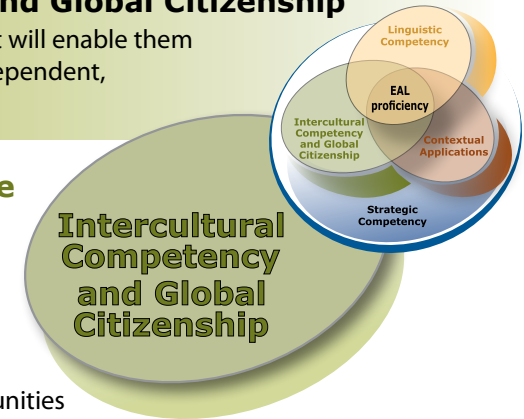 nd Global Citizenship
t will enable them
ependent,
Linguistic
Competency
EAL
proficiency
Intercultural
Competency
and Global
Citizenship
Contextual
Applications
Strategic
Competency
e
Intercultural
Competency
and Global
Citizenship
unities